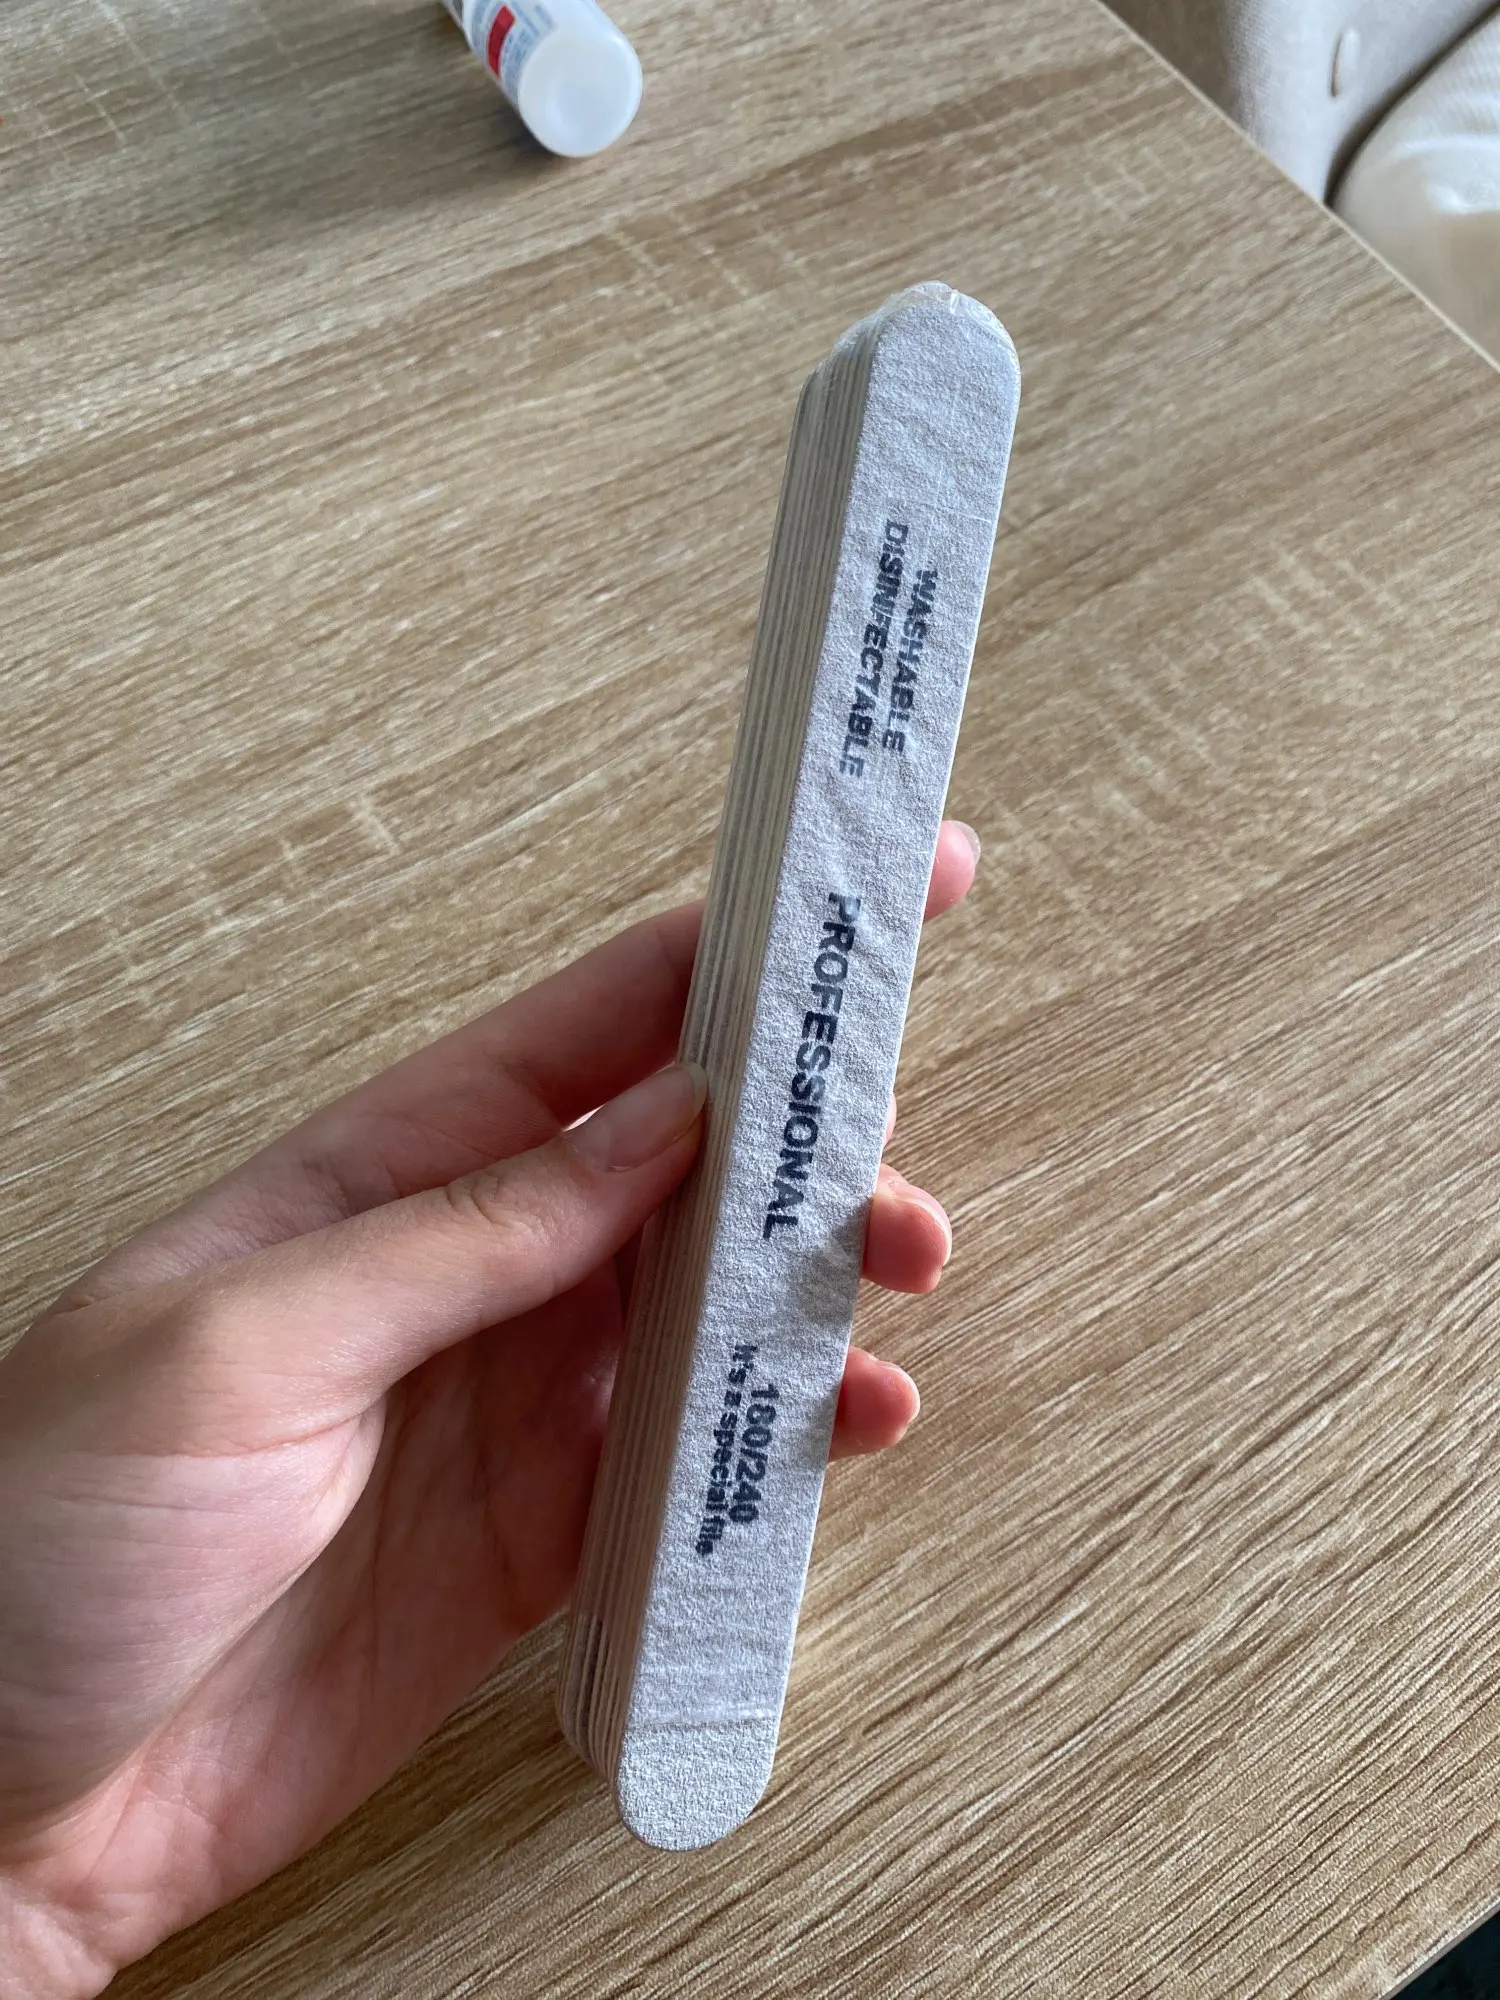 WASHABLE
DISINFECTABLE
PROFESSIONAL
180/240
It's a special file